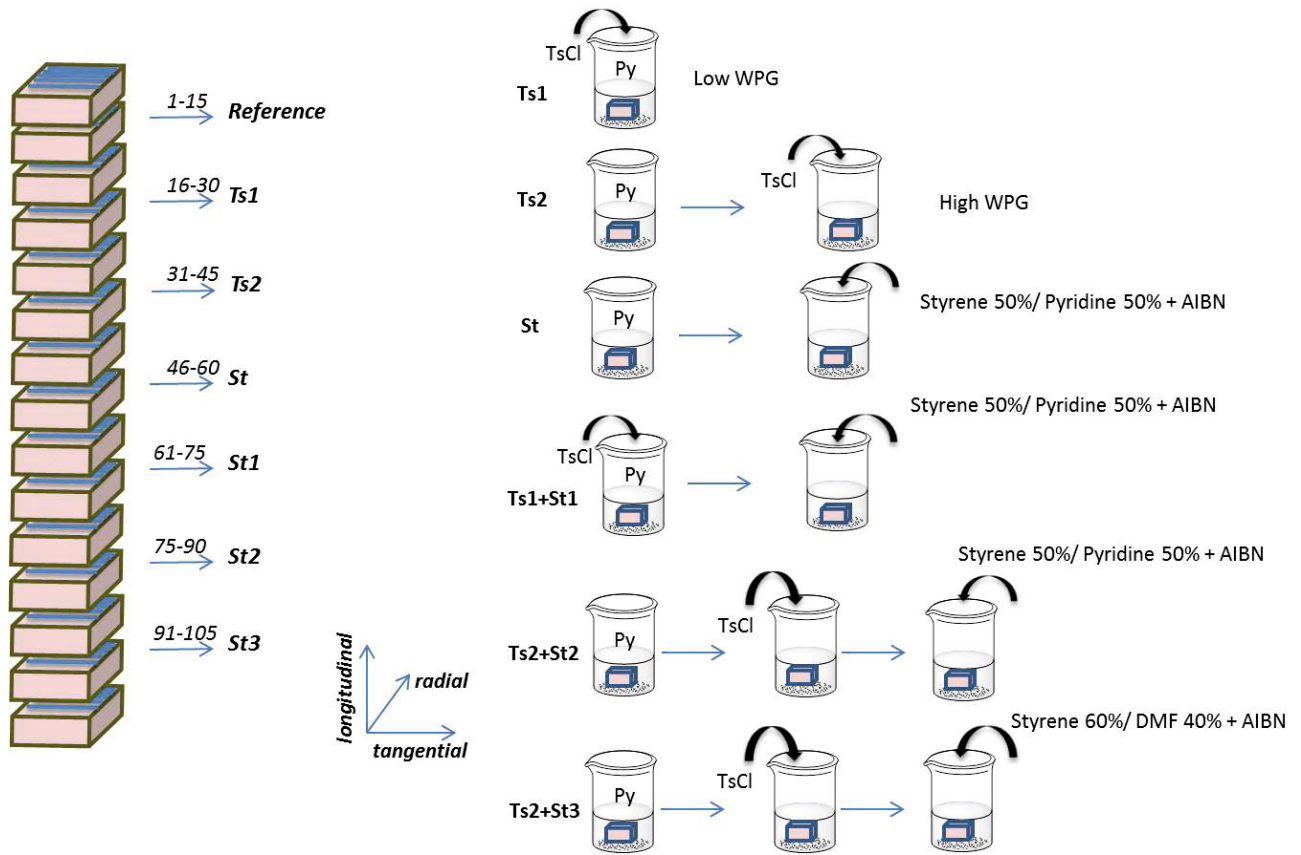 1-15
Reference
16-30
Ts1
31-45
Ts2
46-60
St
61-75
St1
75-90
St2
91-105
St3
longitudinal
radial
tangential
TsCl
Py
Low WPG
Ts1
Py
TsCl
Ts2
High WPG
Py
Styrene 50%/ Pyridine 50% + AIBN
St
Styrene 50%/ Pyridine 50% + AIBN
TsCl
Py
Ts1+St1
Styrene 50%/ Pyridine 50% + AIBN
TsCl
Py
Ts2+St2
Styrene 60%/ DMF 40% + AIBN
TsCl
Py
Ts2+St3